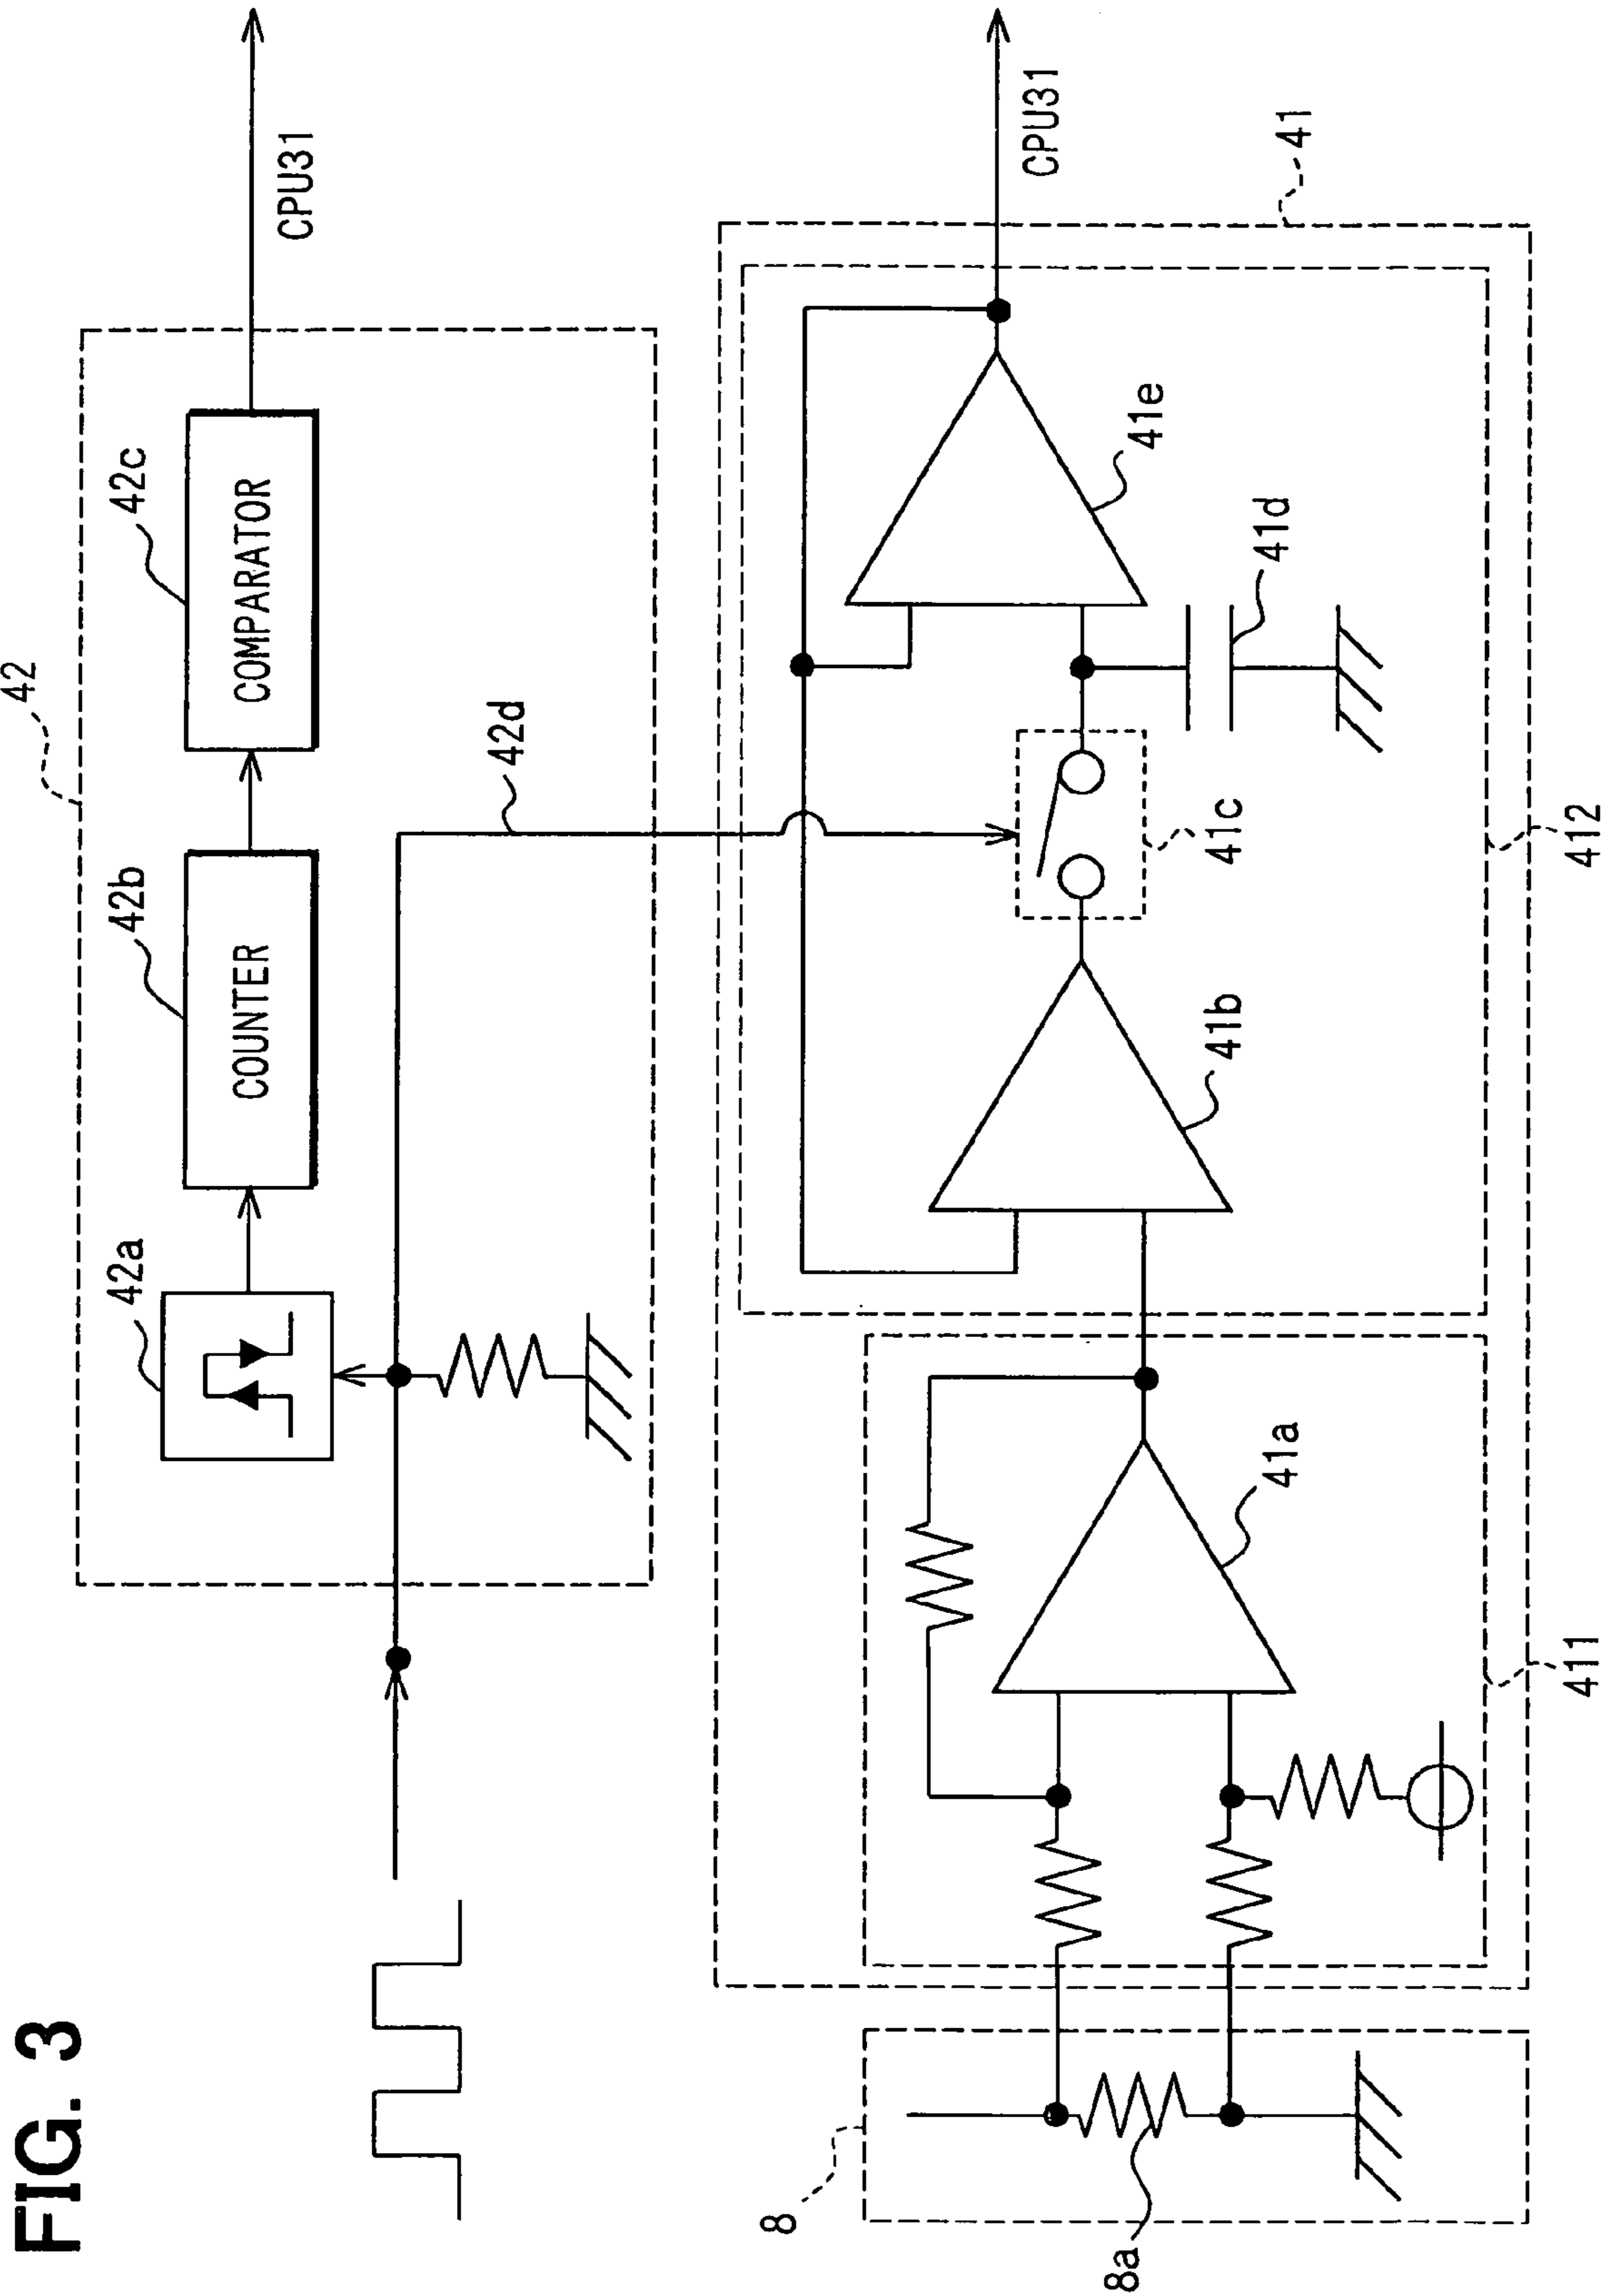 FIG. 3
42
42a
42b
42c
COUNTER
COMPARATOR
CPU31
42d
8
8a
41
411
412
41a
41b
41c
41d
41e
CPU31